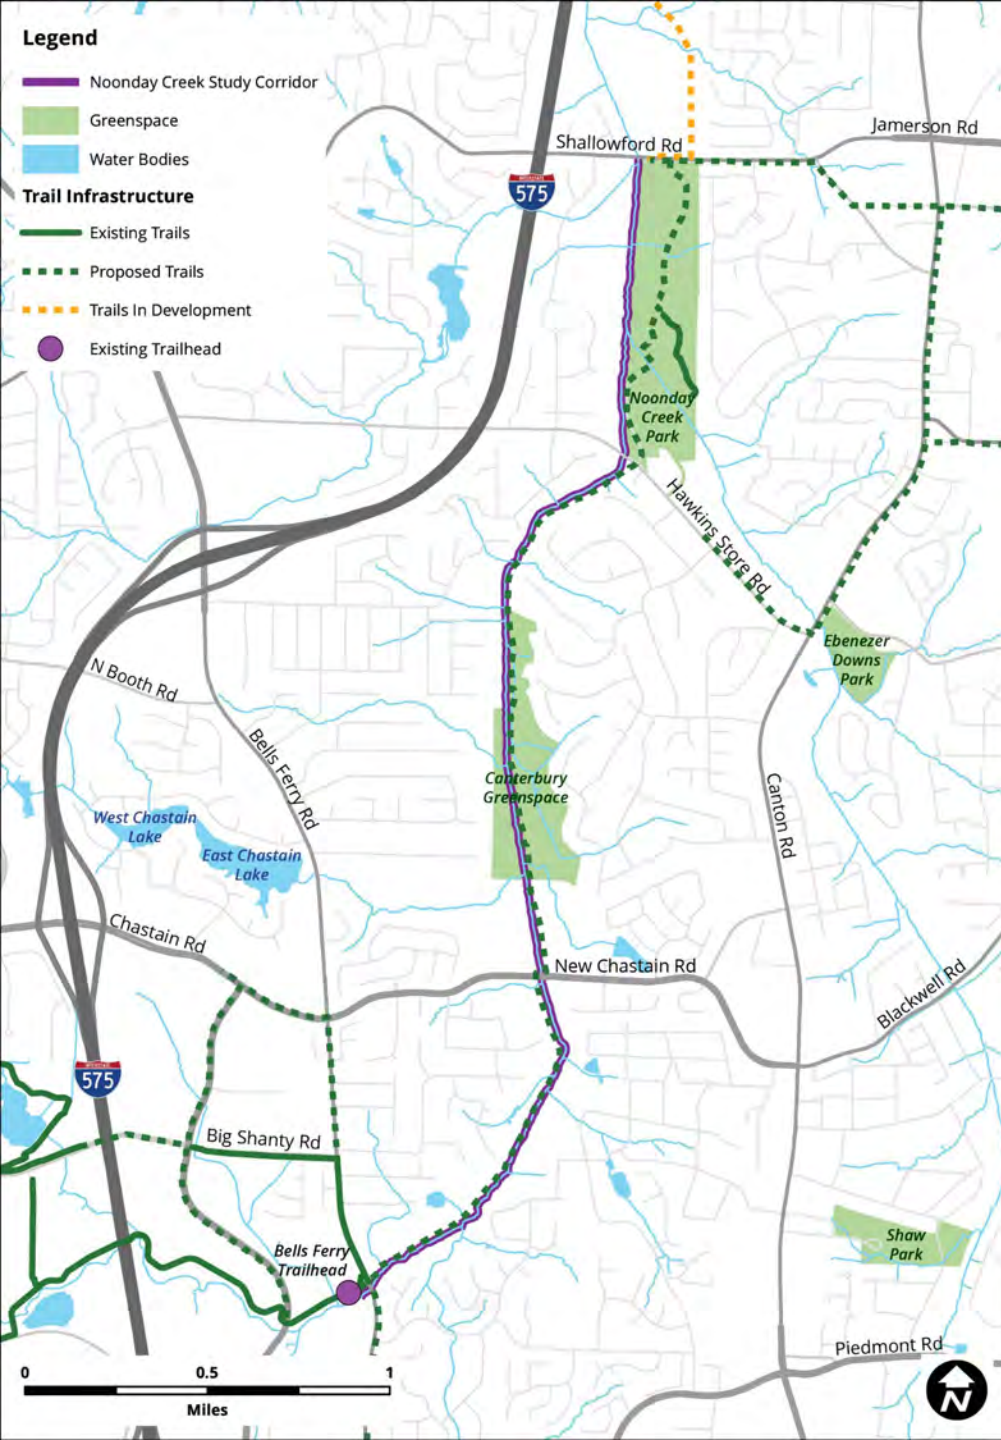 Legend
Noonday Creek Study Corridor
Greenspace
Water Bodies
Trail Infrastructure
Existing Trails
Proposed Trails
Trails In Development
Existing Trailhead
Shallowford Rd
Jamerson Rd
575
Noonday
Creek
Park
Hawkins Store Rd
Ebenezer
Downs
Park
N Booth Rd
Bells Ferry Rd
Canterbury
Greenspace
Canton Rd
West Chastain
Lake
East Chastain
Lake
Chastain Rd
New Chastain Rd
Blackwell Rd
575
Big Shanty Rd
Bells Ferry
Trailhead
Shaw
Park
Piedmont Rd
0 0.5 1
Miles
N